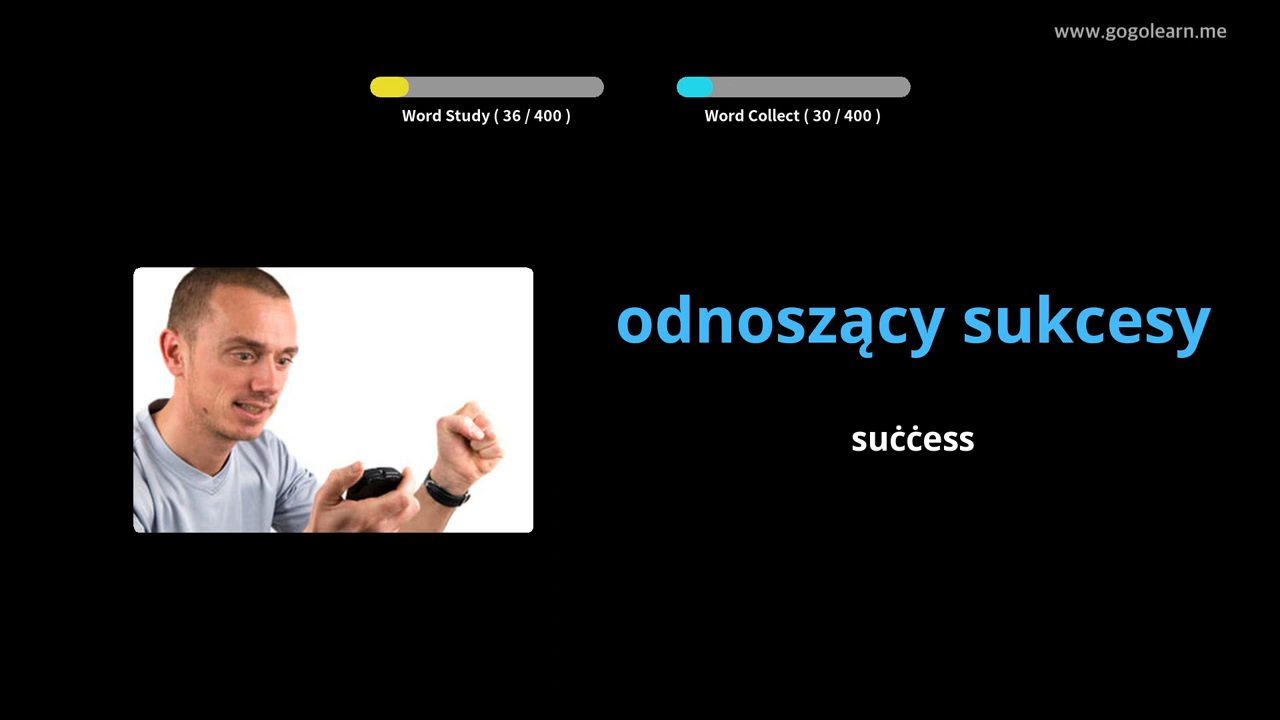 www.gogolearn.me
Word Study ( 36 / 400 )
Word Collect ( 30 / 400 )
odnoszący sukcesy
suċċess